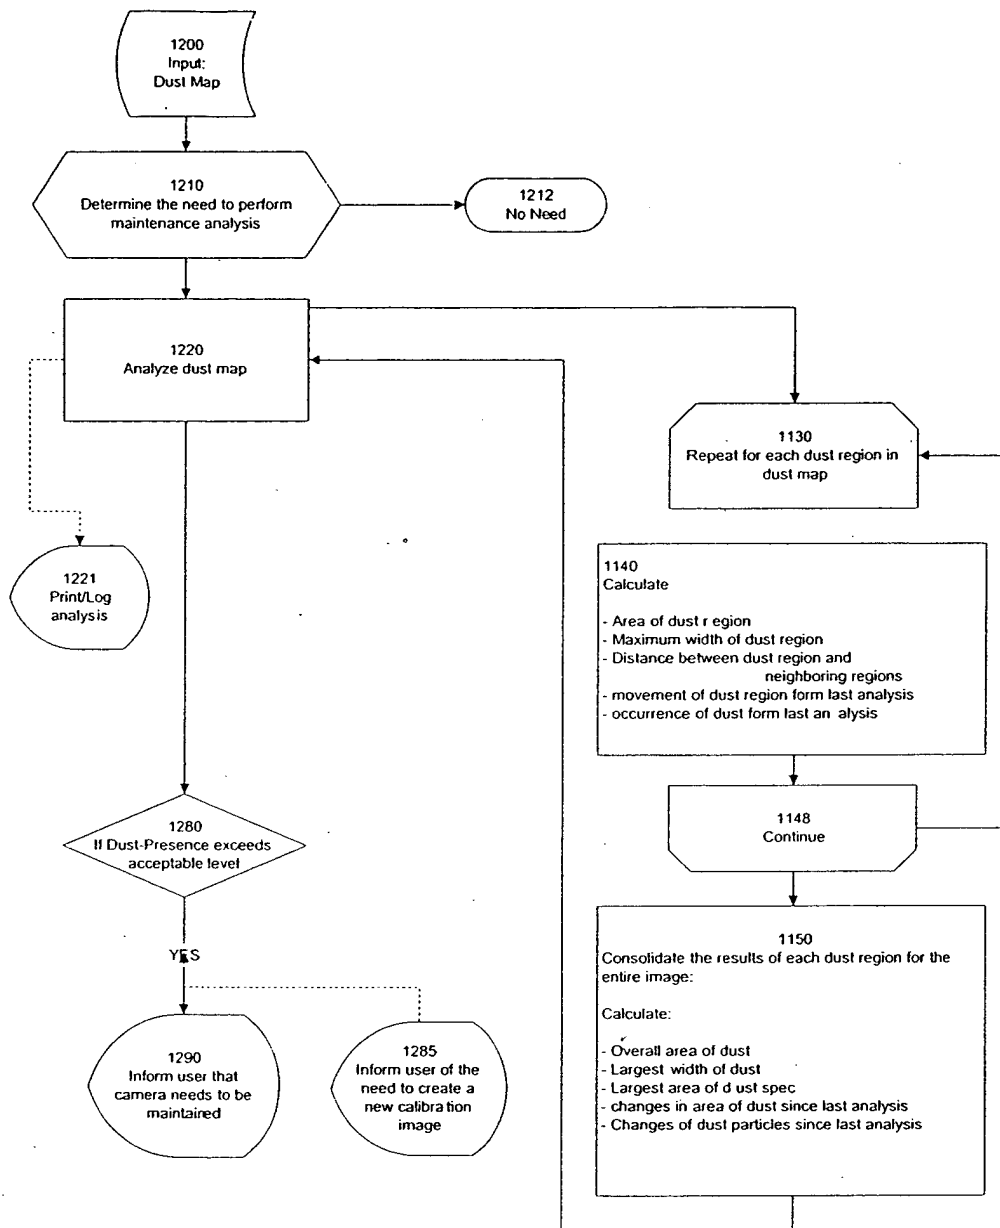 1200
Input:
Dust Map
1210
Determine the need to perform
maintenance analysis
1212
No Need
1220
Analyze dust map
1130
Repeat for each dust region in
dust map
1221
Print/Log
analysis
1140
Calculate
- Area of dust r egion
- Maximum width of dust region
- Distance between dust region and
neighboring regions
- movement of dust region form last analysis
- occurrence of dust form last an alysis
1280
If Dust-Presence exceeds
acceptable level
1148
Continue
YES
1150
Consolidate the results of each dust region for the
entire image:
Calculate:
- Overall area of dust
- Largest width of dust
- Largest area of d ust spec
- changes in area of dust since last analysis
- Changes of dust particles since last analysis
1290
Inform user that
camera needs to be
maintained
1285
Inform user of the
need to create a
new calibration
image